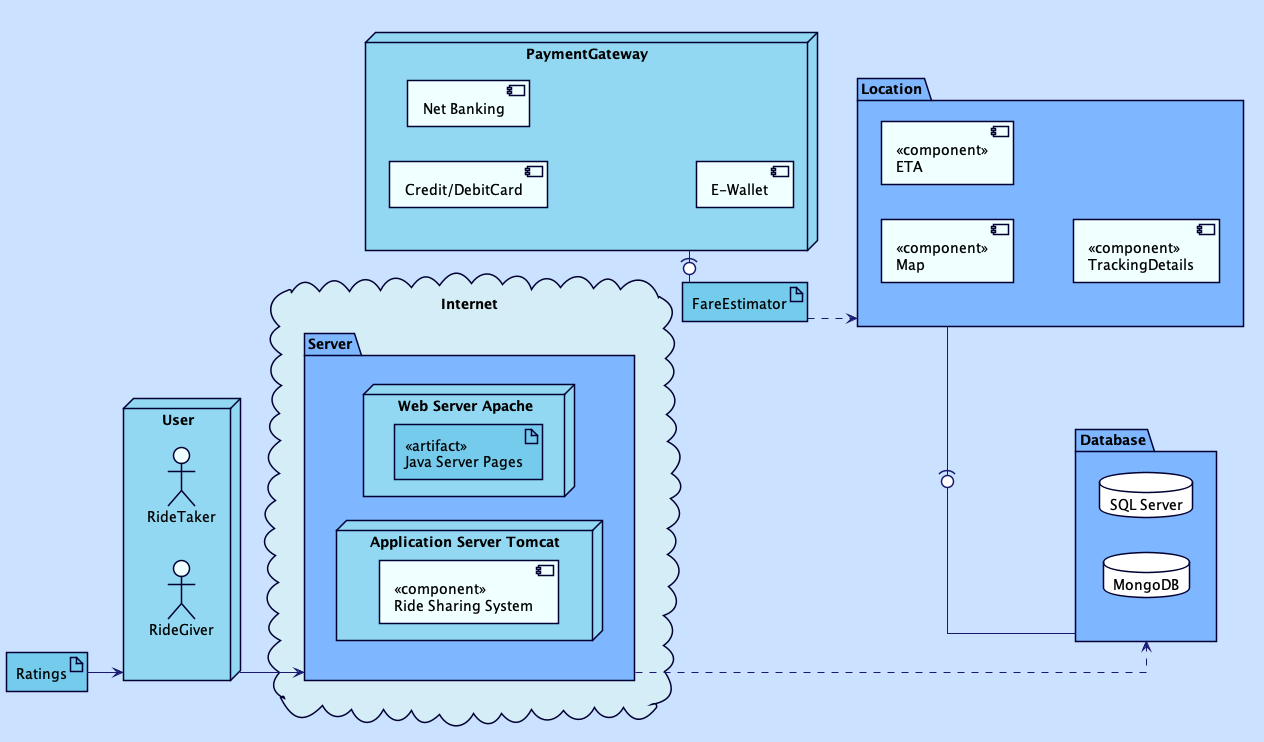 PaymentGateway
Net Banking
Credit/DebitCard
E-Wallet
Location
«component»
ETA
«component»
Map
«component»
TrackingDetails
FareEstimator
Internet
Server
Web Server Apache
«artifact»
Java Server Pages
Application Server Tomcat
«component»
Ride Sharing System
User
RideTaker
RideGiver
Ratings
Database
SQL Server
MongoDB